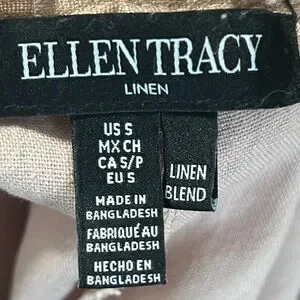 ELLEN TRACY
LINEN
US S
MX CH
CA S/P
EU S
MADE IN
BANGLADESH
FABRIQUÉ AU
BANGLADESH
HECHO EN
BANGLADESH
LINEN
BLEND